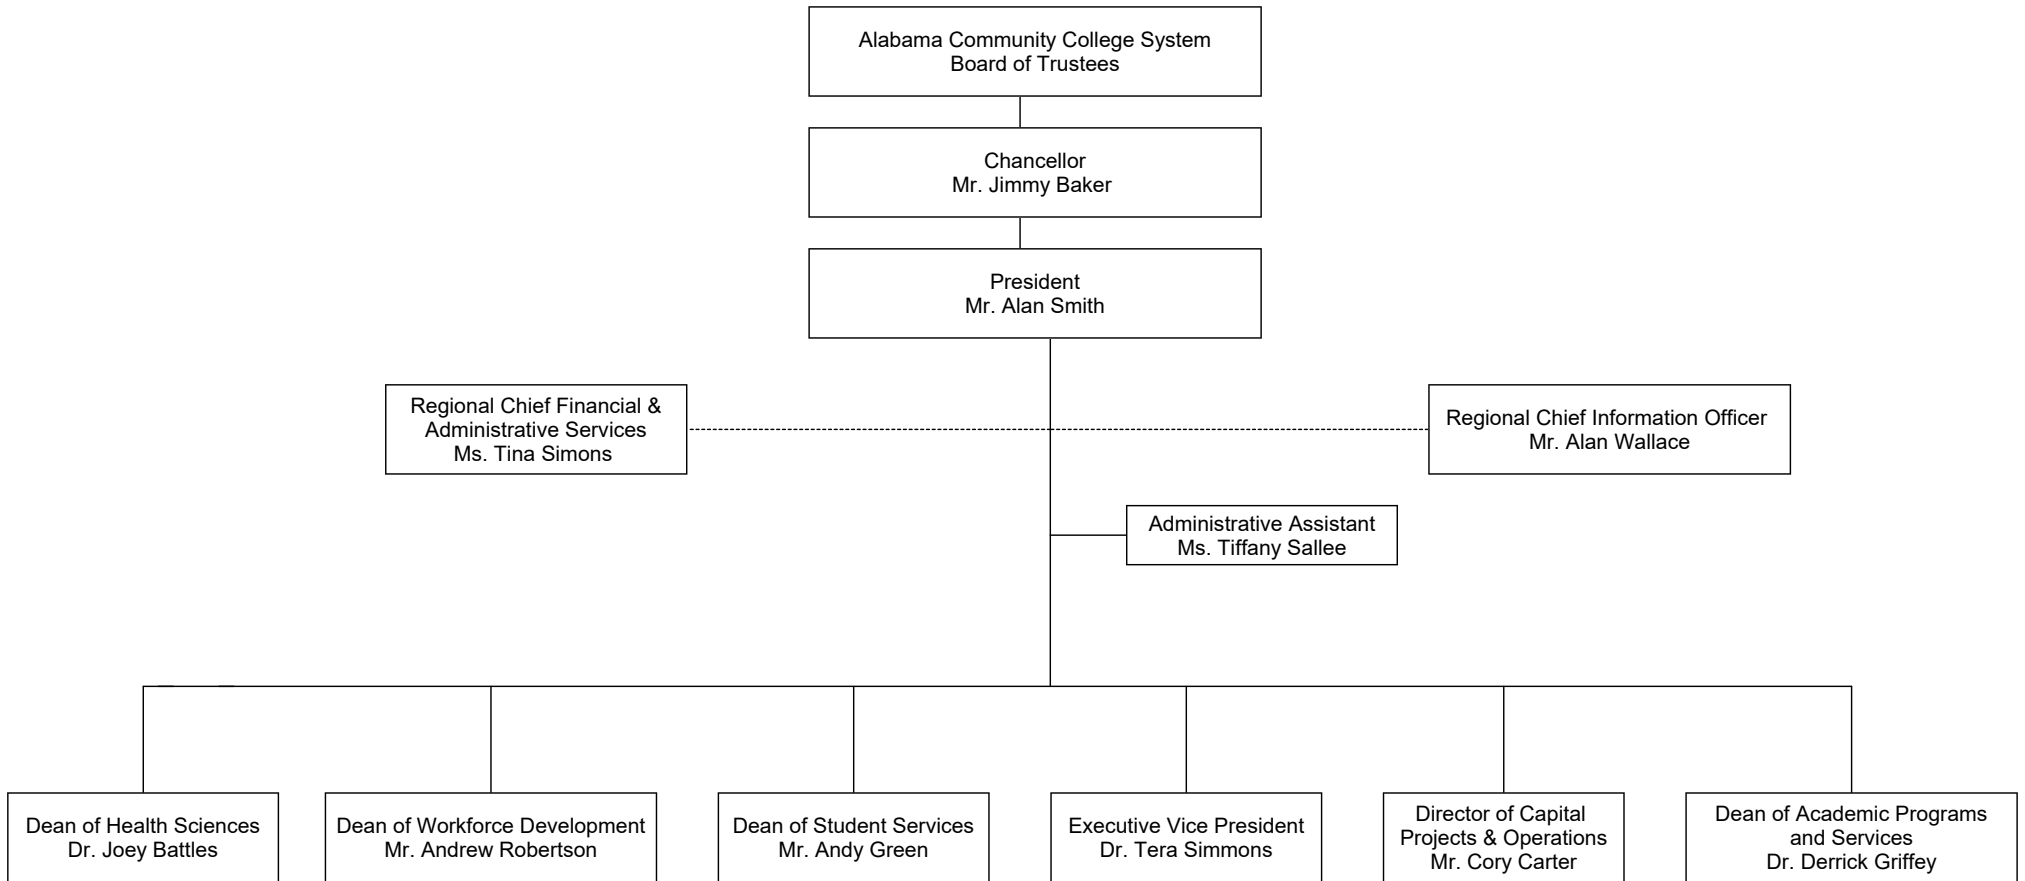 Alabama Community College System
Board of Trustees
Chancellor
Mr. Jimmy Baker
President
Mr. Alan Smith
Regional Chief Financial &
Administrative Services
Ms. Tina Simons
Regional Chief Information Officer
Mr. Alan Wallace
Administrative Assistant
Ms. Tiffany Sallee
Dean of Health Sciences
Dr. Joey Battles
Dean of Workforce Development
Mr. Andrew Robertson
Dean of Student Services
Mr. Andy Green
Executive Vice President
Dr. Tera Simmons
Director of Capital
Projects & Operations
Mr. Cory Carter
Dean of Academic Programs
and Services
Dr. Derrick Griffey